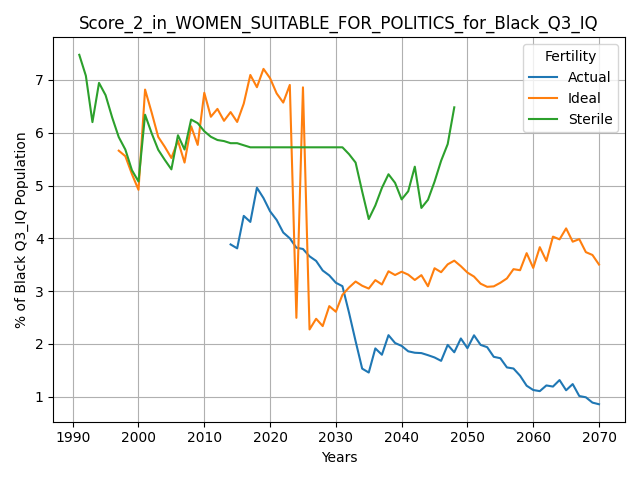 Score_2_in_WOMEN_SUITABLE_FOR_POLITICS_for_Black_Q3_IQ
Fertility
Actual
Ideal
Sterile
% of Black Q3_IQ Population
7
6
5
4
3
2
1
1990 2000 2010 2020 2030 2040 2050 2060 2070
Years